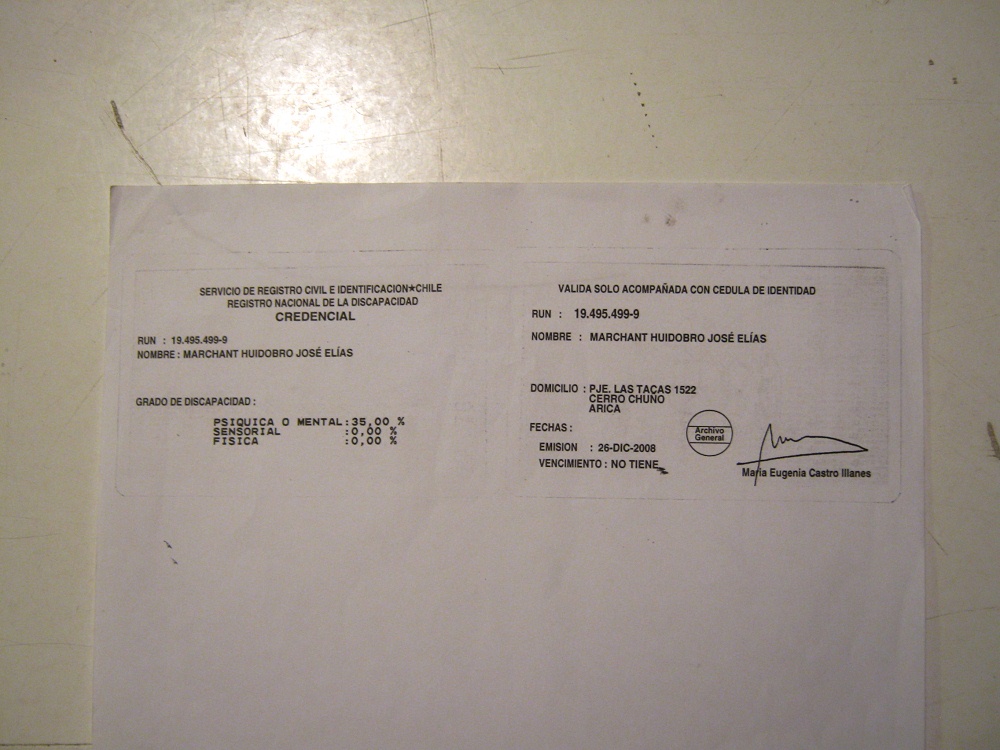 SERVICIO DE REGISTRO CIVIL E IDENTIFICACION★CHILE
REGISTRO NACIONAL DE LA DISCAPACIDAD
CREDENCIAL
RUN : 19.495.499-9
NOMBRE : MARCHANT HUIDOBRO JOSÉ ELÍAS
GRADO DE DISCAPACIDAD :
PSIQUICA O MENTAL:35,00 %
SENSORIAL :0,00 %
FISICA :0,00 %
VALIDA SOLO ACOMPAÑADA CON CEDULA DE IDENTIDAD
RUN : 19.495.499-9
NOMBRE : MARCHANT HUIDOBRO JOSÉ ELÍAS
DOMICILIO : PJE. LAS TACAS 1522
CERRO CHUÑO
ARICA
FECHAS :
EMISION : 26-DIC-2008
VENCIMIENTO : NO TIENE
Archivo
General
María Eugenia Castro Illanes